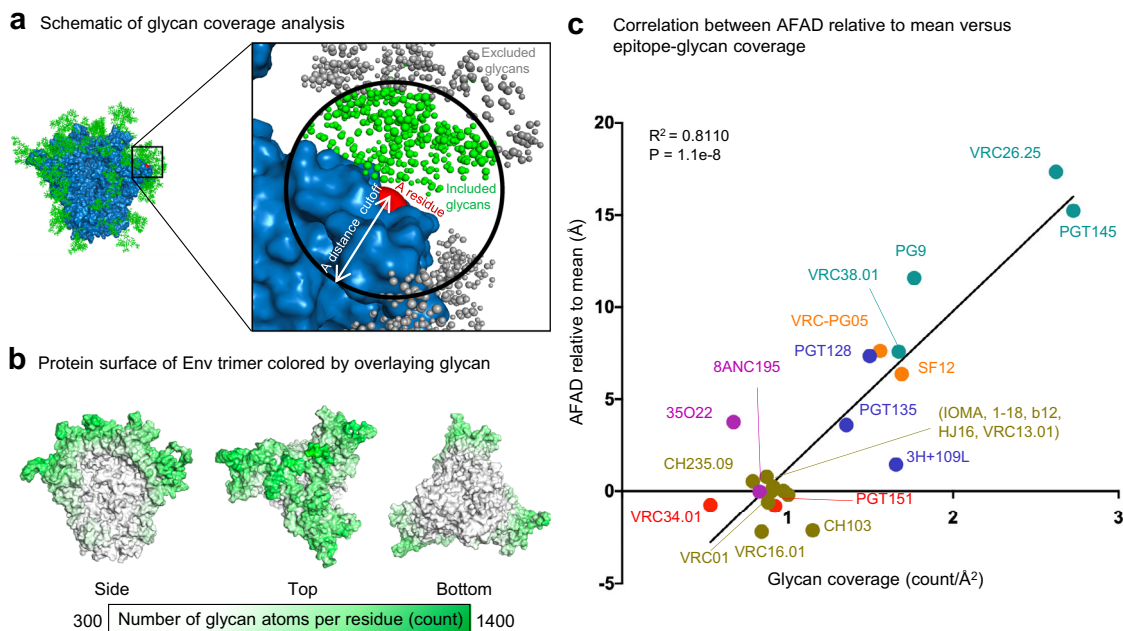 a Schematic of glycan coverage analysis
Excluded
glycans
A residue
Included
glycans
A distance cutoff
b Protein surface of Env trimer colored by overlaying glycan
Side
Top
Bottom
300
Number of glycan atoms per residue (count)
1400
c Correlation between AFAD relative to mean versus
epitope-glycan coverage
R² = 0.8110
P = 1.1e-8
AFAD relative to mean (Å)
20
15
10
5
0
-5
VRC26.25
PGT145
PG9
VRC38.01
VRC-PG05
PGT128
SF12
8ANC195
35O22
PGT135
(IOMA, 1-18, b12,
HJ16, VRC13.01)
3H+109L
CH235.09
PGT151
VRC34.01
CH103
VRC01
VRC16.01
1
2
3
Glycan coverage (count/Å²)